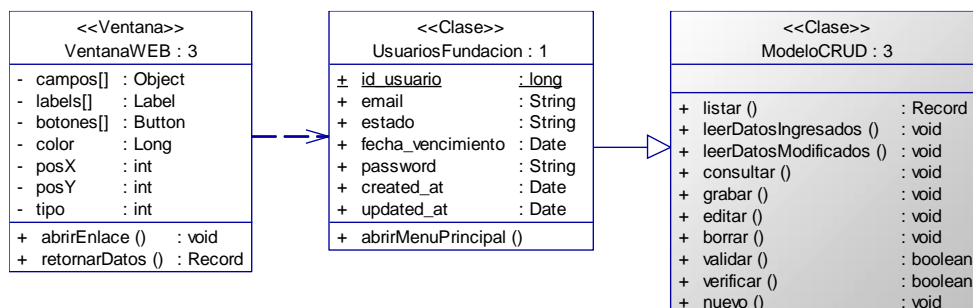 <<Ventana>>
VentanaWEB : 3
- campos[] : Object
- labels[] : Label
- botones[] : Button
- color : Long
- posX : int
- posY : int
- tipo : int
+ abrirEnlace () : void
+ retornarDatos () : Record
<<Clase>>
UsuariosFundacion : 1
+ id_usuario : long
+ email : String
+ estado : String
+ fecha_vencimiento : Date
+ password : String
+ created_at : Date
+ updated_at : Date
+ abrirMenuPrincipal ()
<<Clase>>
ModeloCRUD : 3
+ listar () : Record
+ leerDatosIngresados () : void
+ leerDatosModificados () : void
+ consultar () : void
+ grabar () : void
+ editar () : void
+ borrar () : void
+ validar () : boolean
+ verificar () : boolean
+ nuevo () : void